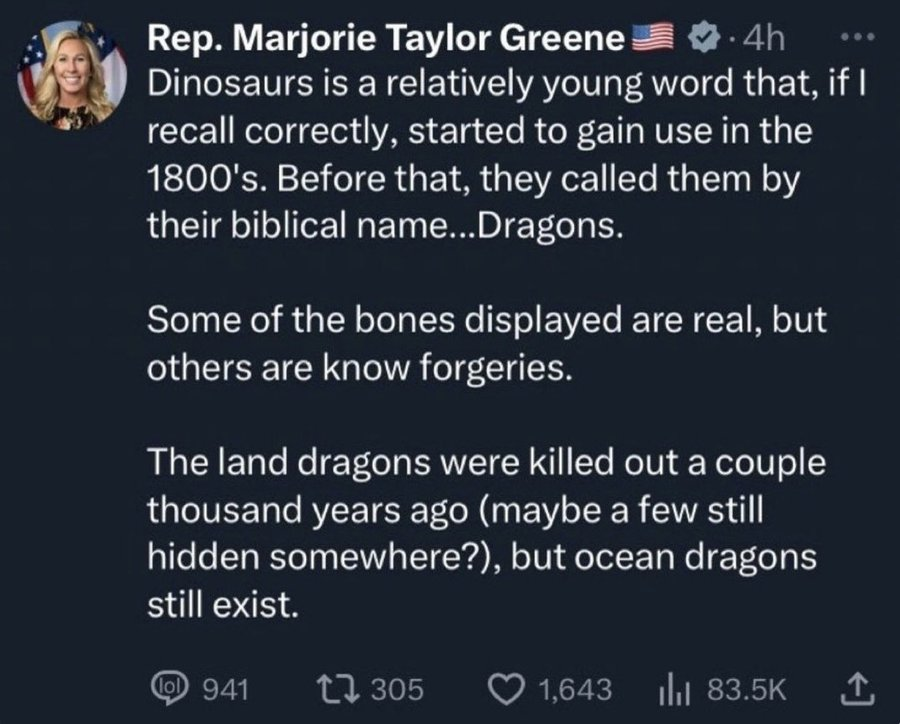 Rep. Marjorie Taylor Greene🇺🇸 · 4h
Dinosaurs is a relatively young word that, if I
recall correctly, started to gain use in the
1800's. Before that, they called them by
their biblical name...Dragons.
Some of the bones displayed are real, but
others are know forgeries.
The land dragons were killed out a couple
thousand years ago (maybe a few still
hidden somewhere?), but ocean dragons
still exist.
lol 941 305 1,643 83.5K